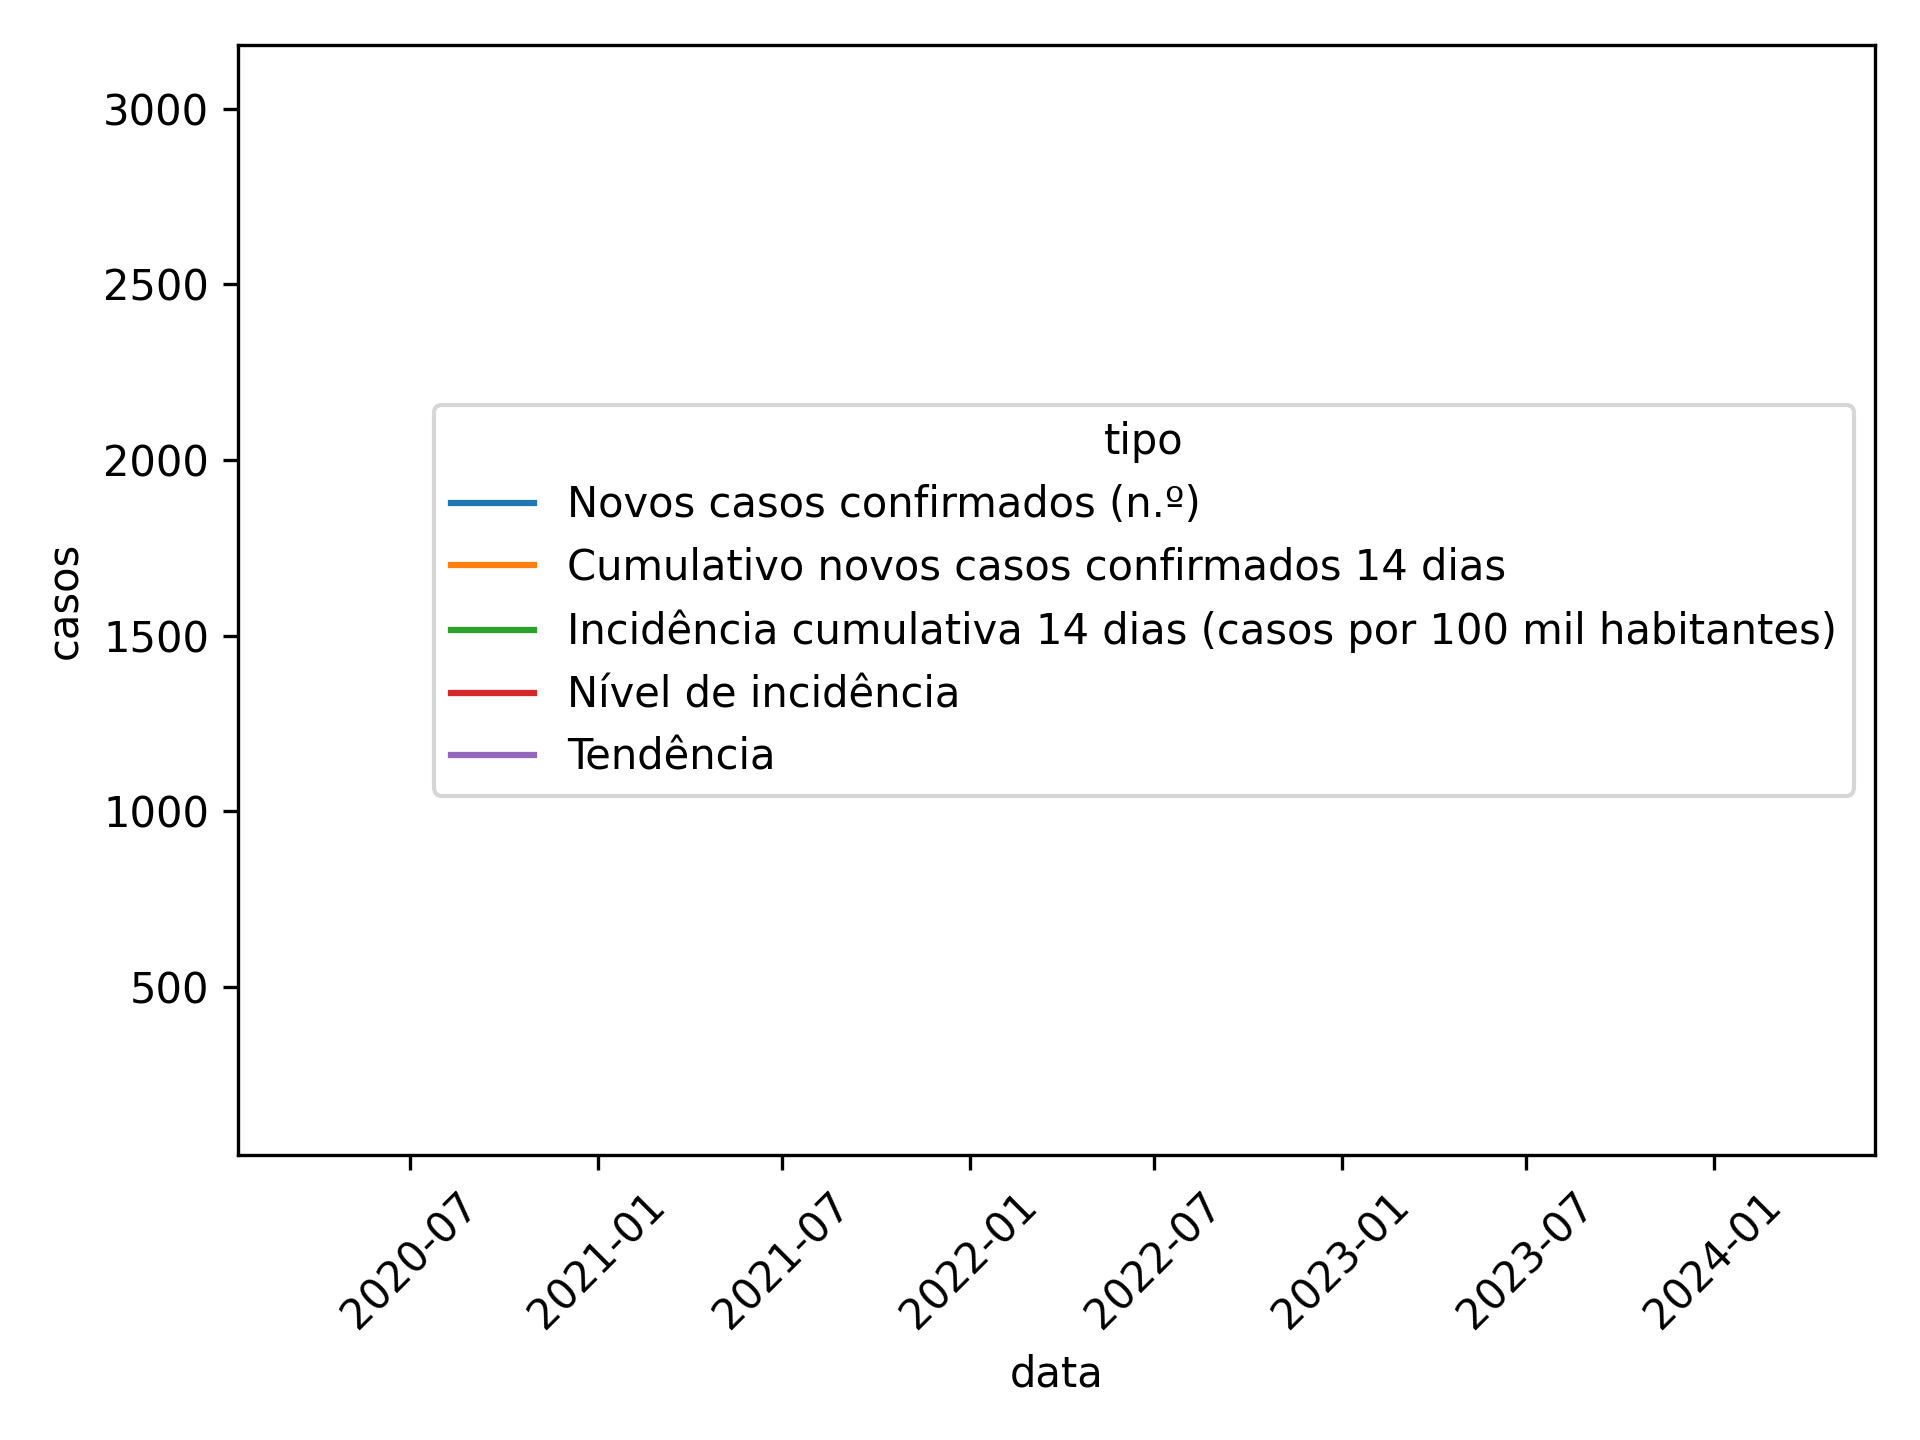 3000
2500
2000
1500
1000
500
casos
tipo
Novos casos confirmados (n.º)
Cumulativo novos casos confirmados 14 dias
Incidência cumulativa 14 dias (casos por 100 mil habitantes)
Nível de incidência
Tendência
2020-07
2021-01
2021-07
2022-01
2022-07
2023-01
2023-07
2024-01
data